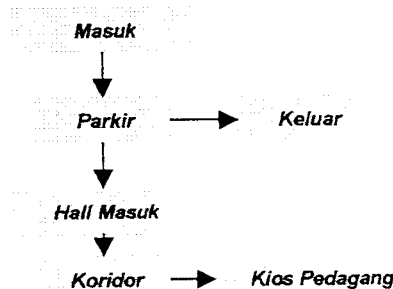 Masuk
Parkir
Keluar
Hall Masuk
Koridor
Kios Pedagang